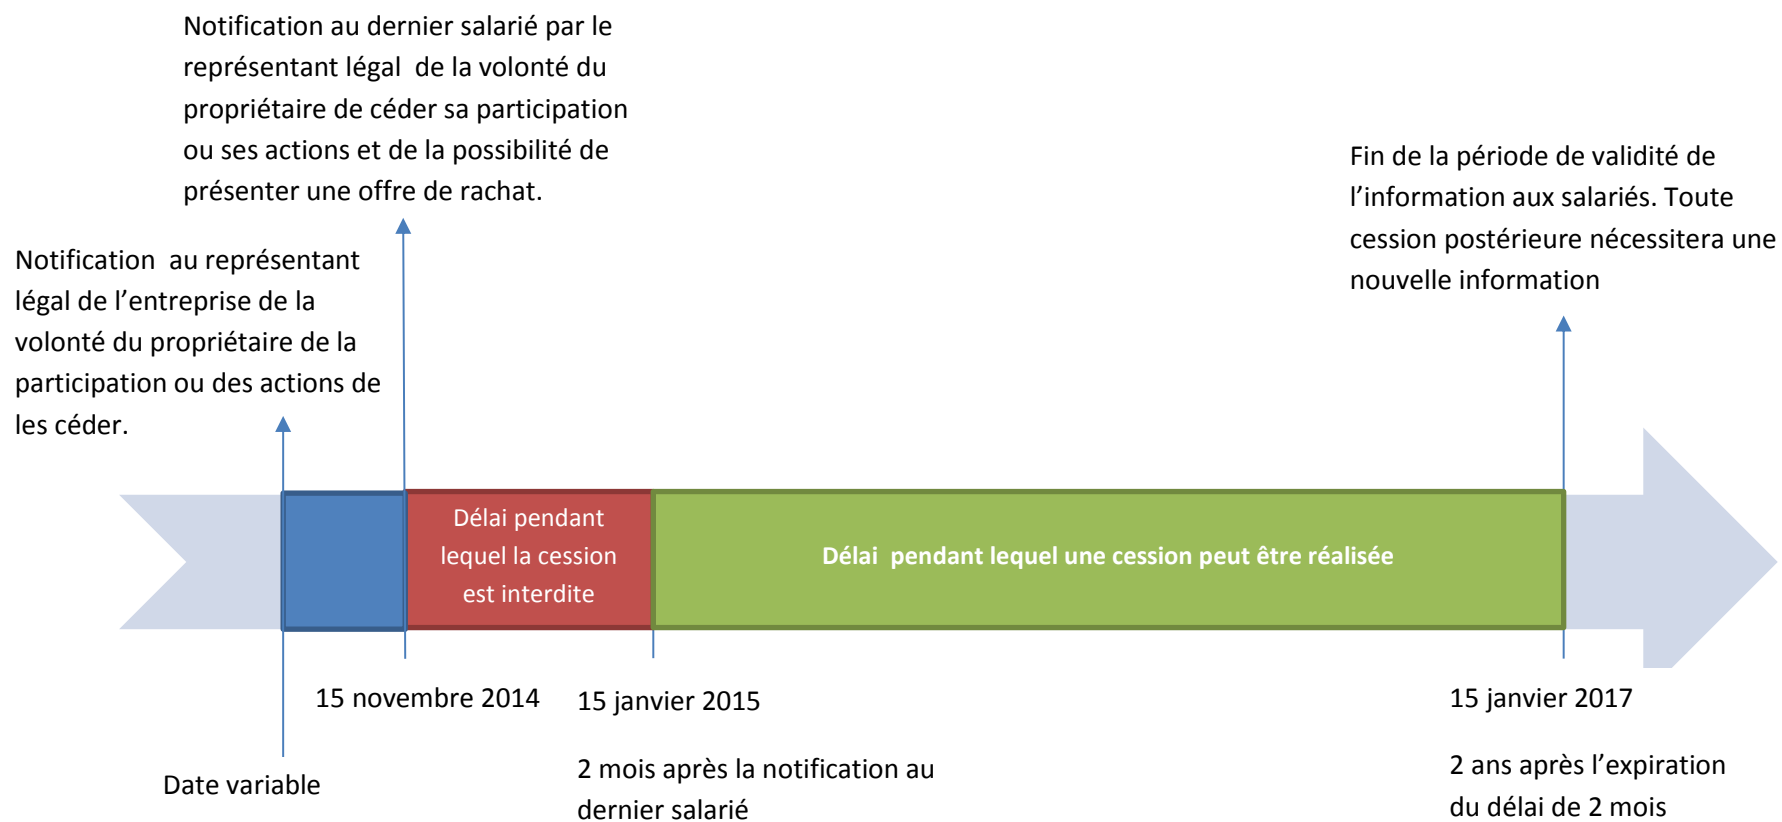 Notification au dernier salarié par le
représentant légal de la volonté du
propriétaire de céder sa participation
ou ses actions et de la possibilité de
présenter une offre de rachat.
Notification au représentant
légal de l’entreprise de la
volonté du propriétaire de la
participation ou des actions de
les céder.
Fin de la période de validité de
l’information aux salariés. Toute
cession postérieure nécessitera une
nouvelle information
Délai pendant
lequel la cession
est interdite
Délai pendant lequel une cession peut être réalisée
15 novembre 2014
15 janvier 2015
15 janvier 2017
Date variable
2 mois après la notification au
dernier salarié
2 ans après l’expiration
du délai de 2 mois